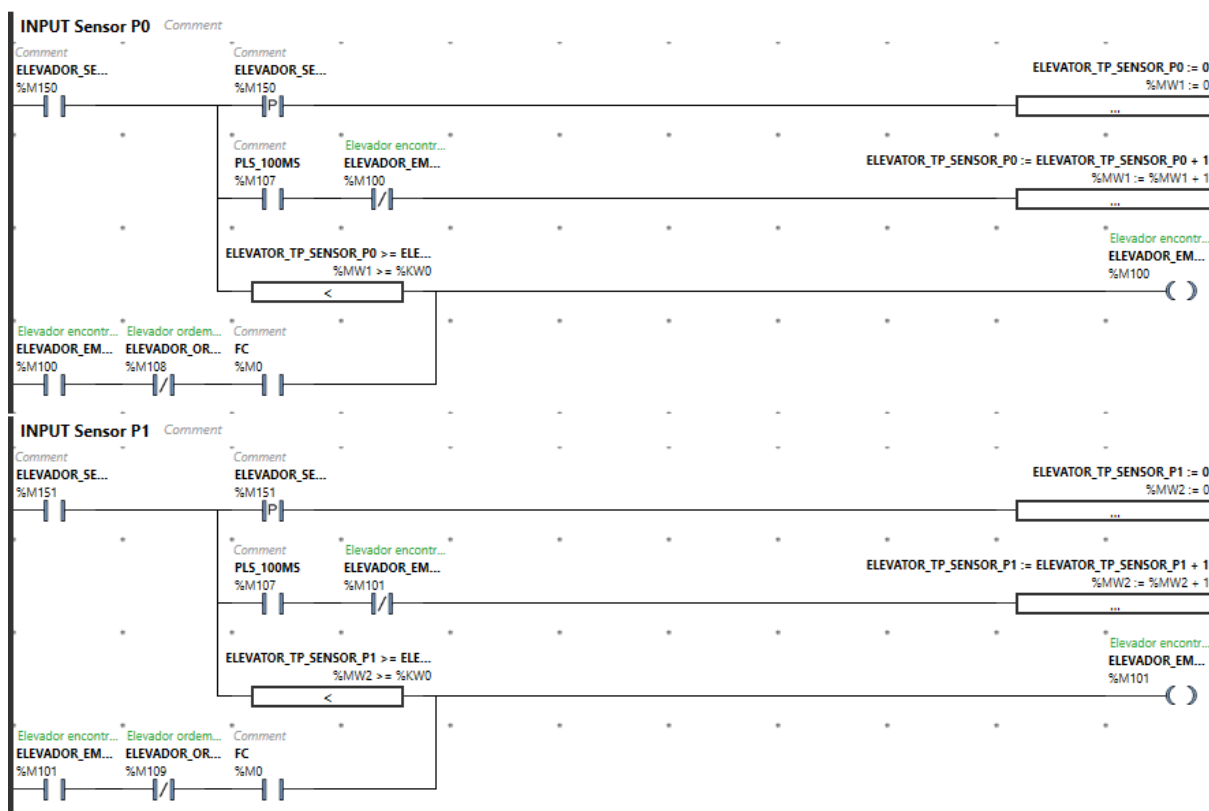 INPUT Sensor P0 Comment
Comment Comment
ELEVADOR_SE... ELEVADOR_SE... ELEVATOR_TP_SENSOR_P0 := 0
%M150 %M150 %MW1 := 0
P
...
Comment Elevador encontr...
PLS_100MS ELEVADOR_EM... ELEVATOR_TP_SENSOR_P0 := ELEVATOR_TP_SENSOR_P0 + 1
%M107 %M100 %MW1 := %MW1 + 1
/
...
Elevador encontr...
ELEVATOR_TP_SENSOR_P0 >= ELE... ELEVADOR_EM...
%MW1 >= %KW0 %M100
< ( )
Elevador encontr... Elevador ordem... Comment
ELEVADOR_EM... ELEVADOR_OR... FC
%M100 %M108 %M0
/
INPUT Sensor P1 Comment
Comment Comment
ELEVADOR_SE... ELEVADOR_SE... ELEVATOR_TP_SENSOR_P1 := 0
%M151 %M151 %MW2 := 0
P
...
Comment Elevador encontr...
PLS_100MS ELEVADOR_EM... ELEVATOR_TP_SENSOR_P1 := ELEVATOR_TP_SENSOR_P1 + 1
%M107 %M101 %MW2 := %MW2 + 1
/
...
Elevador encontr...
ELEVATOR_TP_SENSOR_P1 >= ELE... ELEVADOR_EM...
%MW2 >= %KW0 %M101
< ( )
Elevador encontr... Elevador ordem... Comment
ELEVADOR_EM... ELEVADOR_OR... FC
%M101 %M109 %M0
/